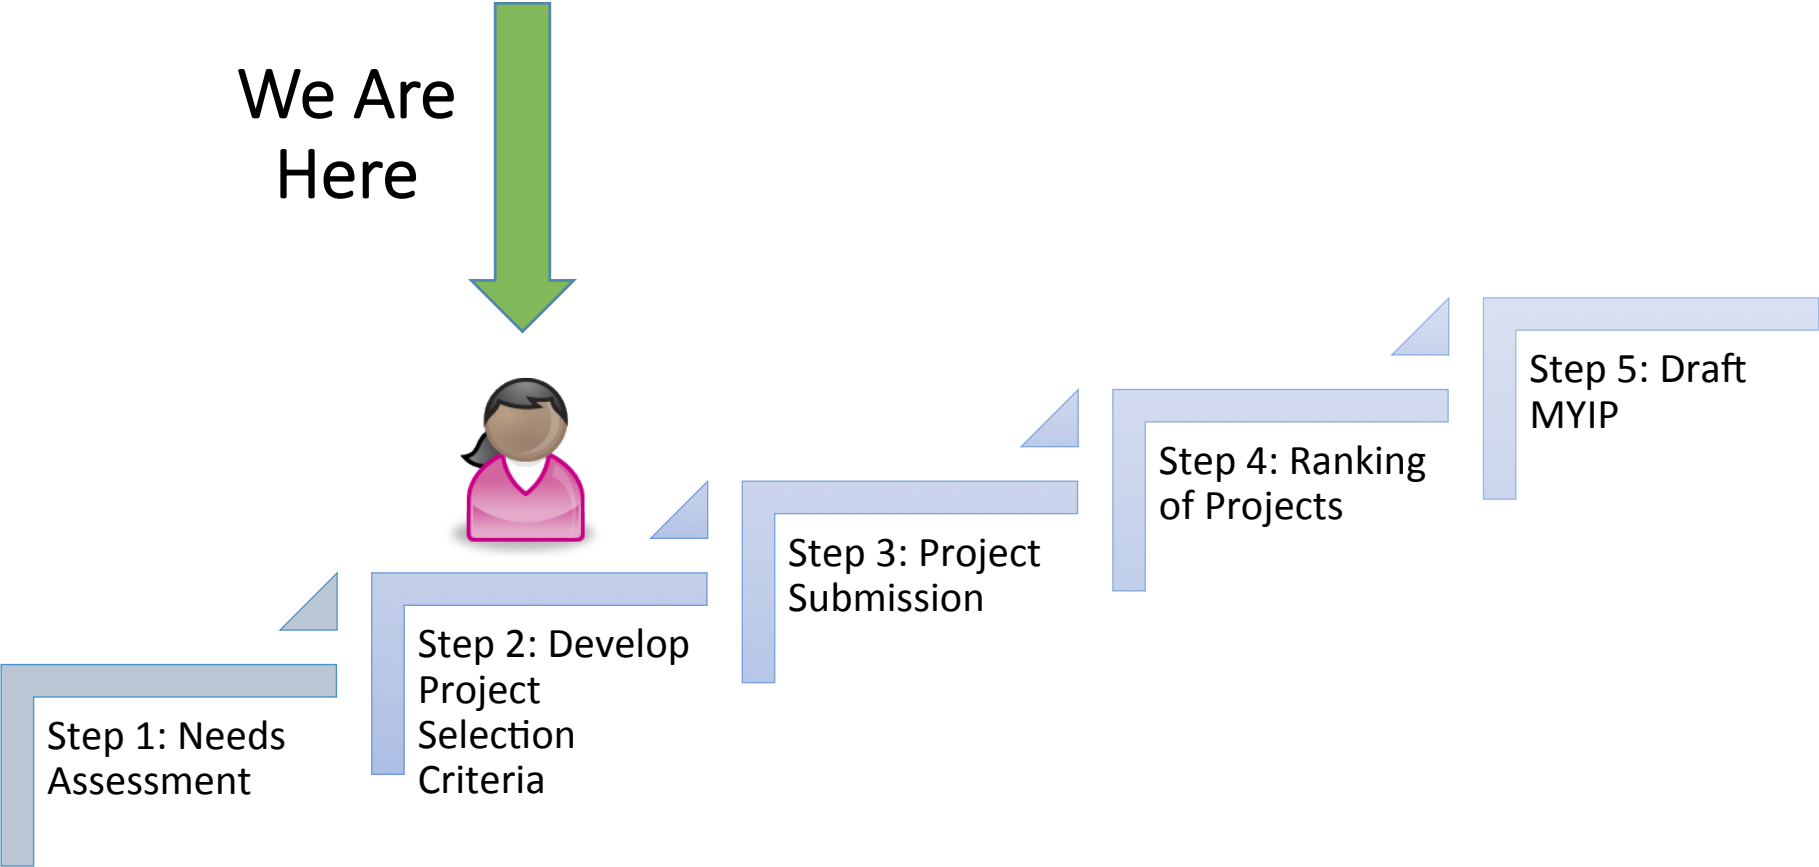 We Are
Here
Step 1: Needs
Assessment
Step 2: Develop
Project
Selection
Criteria
Step 3: Project
Submission
Step 4: Ranking
of Projects
Step 5: Draft
MYIP